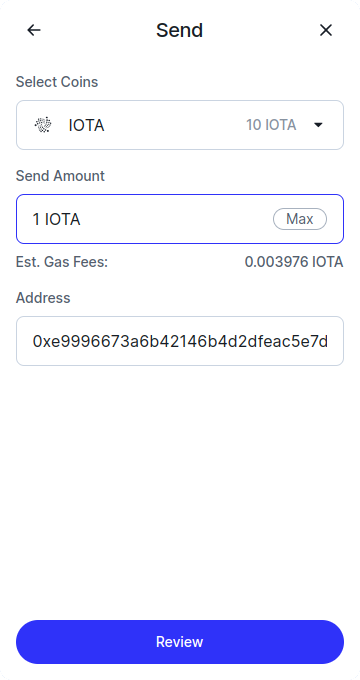 Send
Select Coins
IOTA 10 IOTA
Send Amount
1 IOTA Max
Est. Gas Fees: 0.003976 IOTA
Address
0xe9996673a6b42146b4d2dfeac5e7d
Review